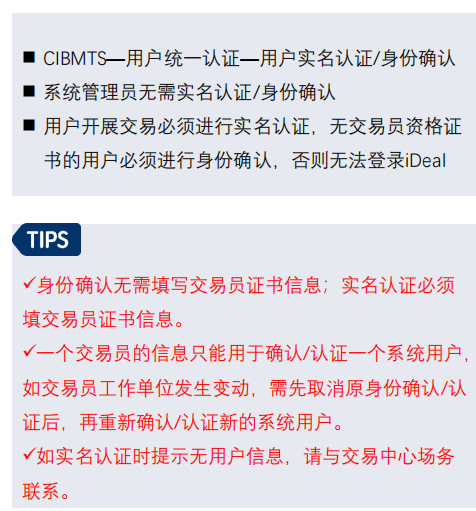 ■ CIBMTS—用户统一认证—用户实名认证/身份确认
■ 系统管理员无需实名认证/身份确认
■ 用户开展交易必须进行实名认证，无交易员资格证
书的用户必须进行身份确认，否则无法登录iDeal
TIPS
✓身份确认无需填写交易员证书信息；实名认证必须
填交易员证书信息。
✓一个交易员的信息只能用于确认/认证一个系统用户，
如交易员工作单位发生变动，需先取消原身份确认/认
证后，再重新确认/认证新的系统用户。
✓如实名认证时提示无用户信息，请与交易中心场务
联系。